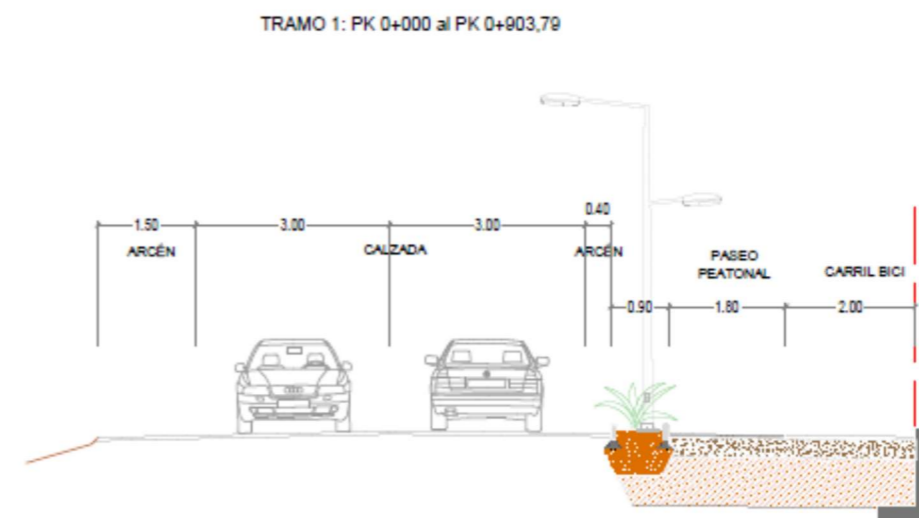 TRAMO 1: PK 0+000 al PK 0+903,79
1.50
3.00
3.00
0.40
ARCÉN
CALZADA
ARCÉN
PASEO
PEATONAL
CARRIL BICI
0.90
1.80
2.00